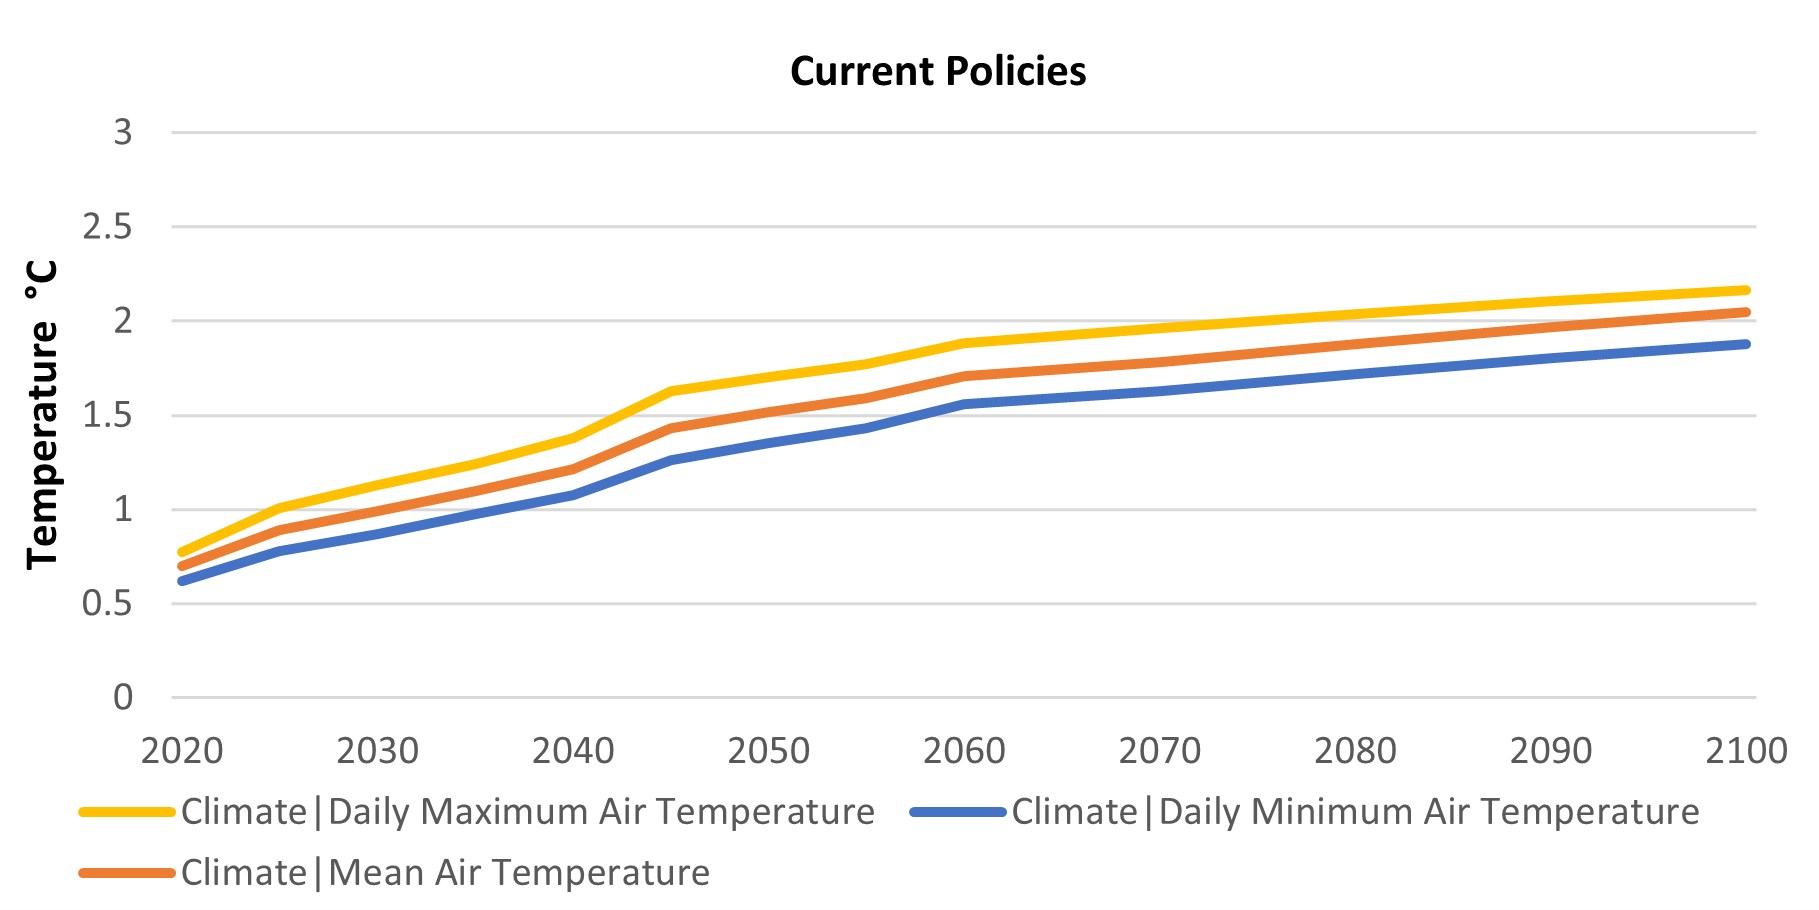 Current Policies
3
2.5
2
1.5
1
0.5
0
Temperature °C
2020 2030 2040 2050 2060 2070 2080 2090 2100
Climate|Daily Maximum Air Temperature Climate|Daily Minimum Air Temperature
Climate|Mean Air Temperature